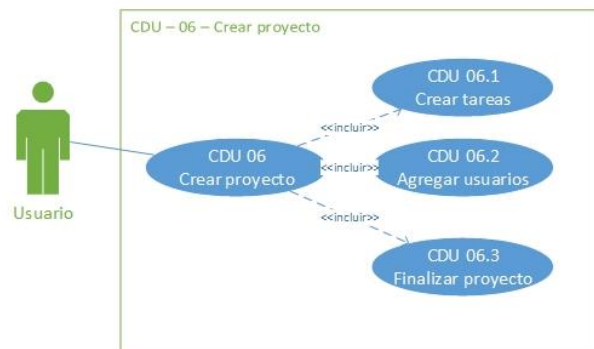 CDU – 06 – Crear proyecto
CDU 06.1
Crear tareas
<<incluir>>
CDU 06
Crear proyecto
<<incluir>>
CDU 06.2
Agregar usuarios
Usuario
<<incluir>>
CDU 06.3
Finalizar proyecto